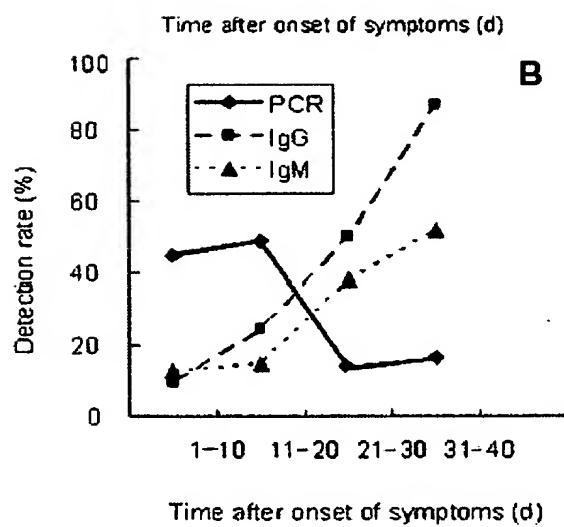 Time after onset of symptoms (d)
B
100
80
60
40
20
0
Detection rate (%)
PCR
IgG
IgM
1-10 11-20 21-30 31-40
Time after onset of symptoms (d)